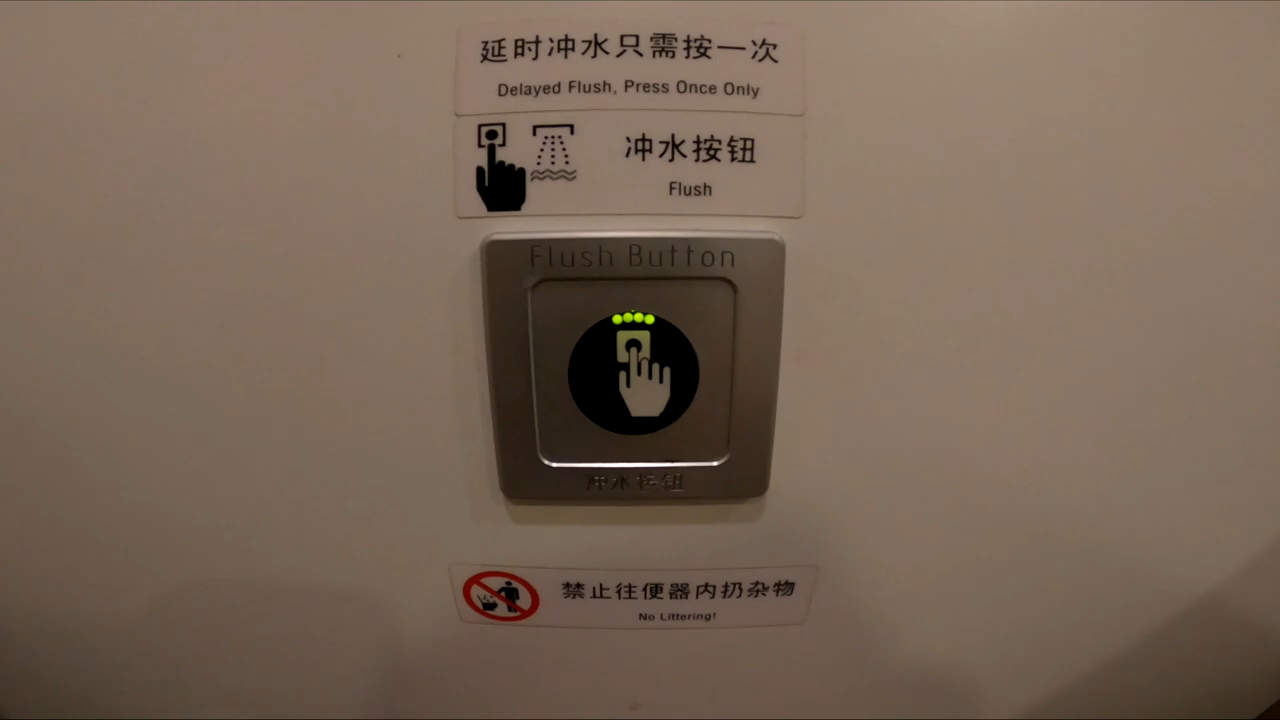 延时冲水只需按一次
Delayed Flush, Press Once Only
冲水按钮
Flush
Flush Button
冲水按钮
禁止往便器内扔杂物
No Littering!